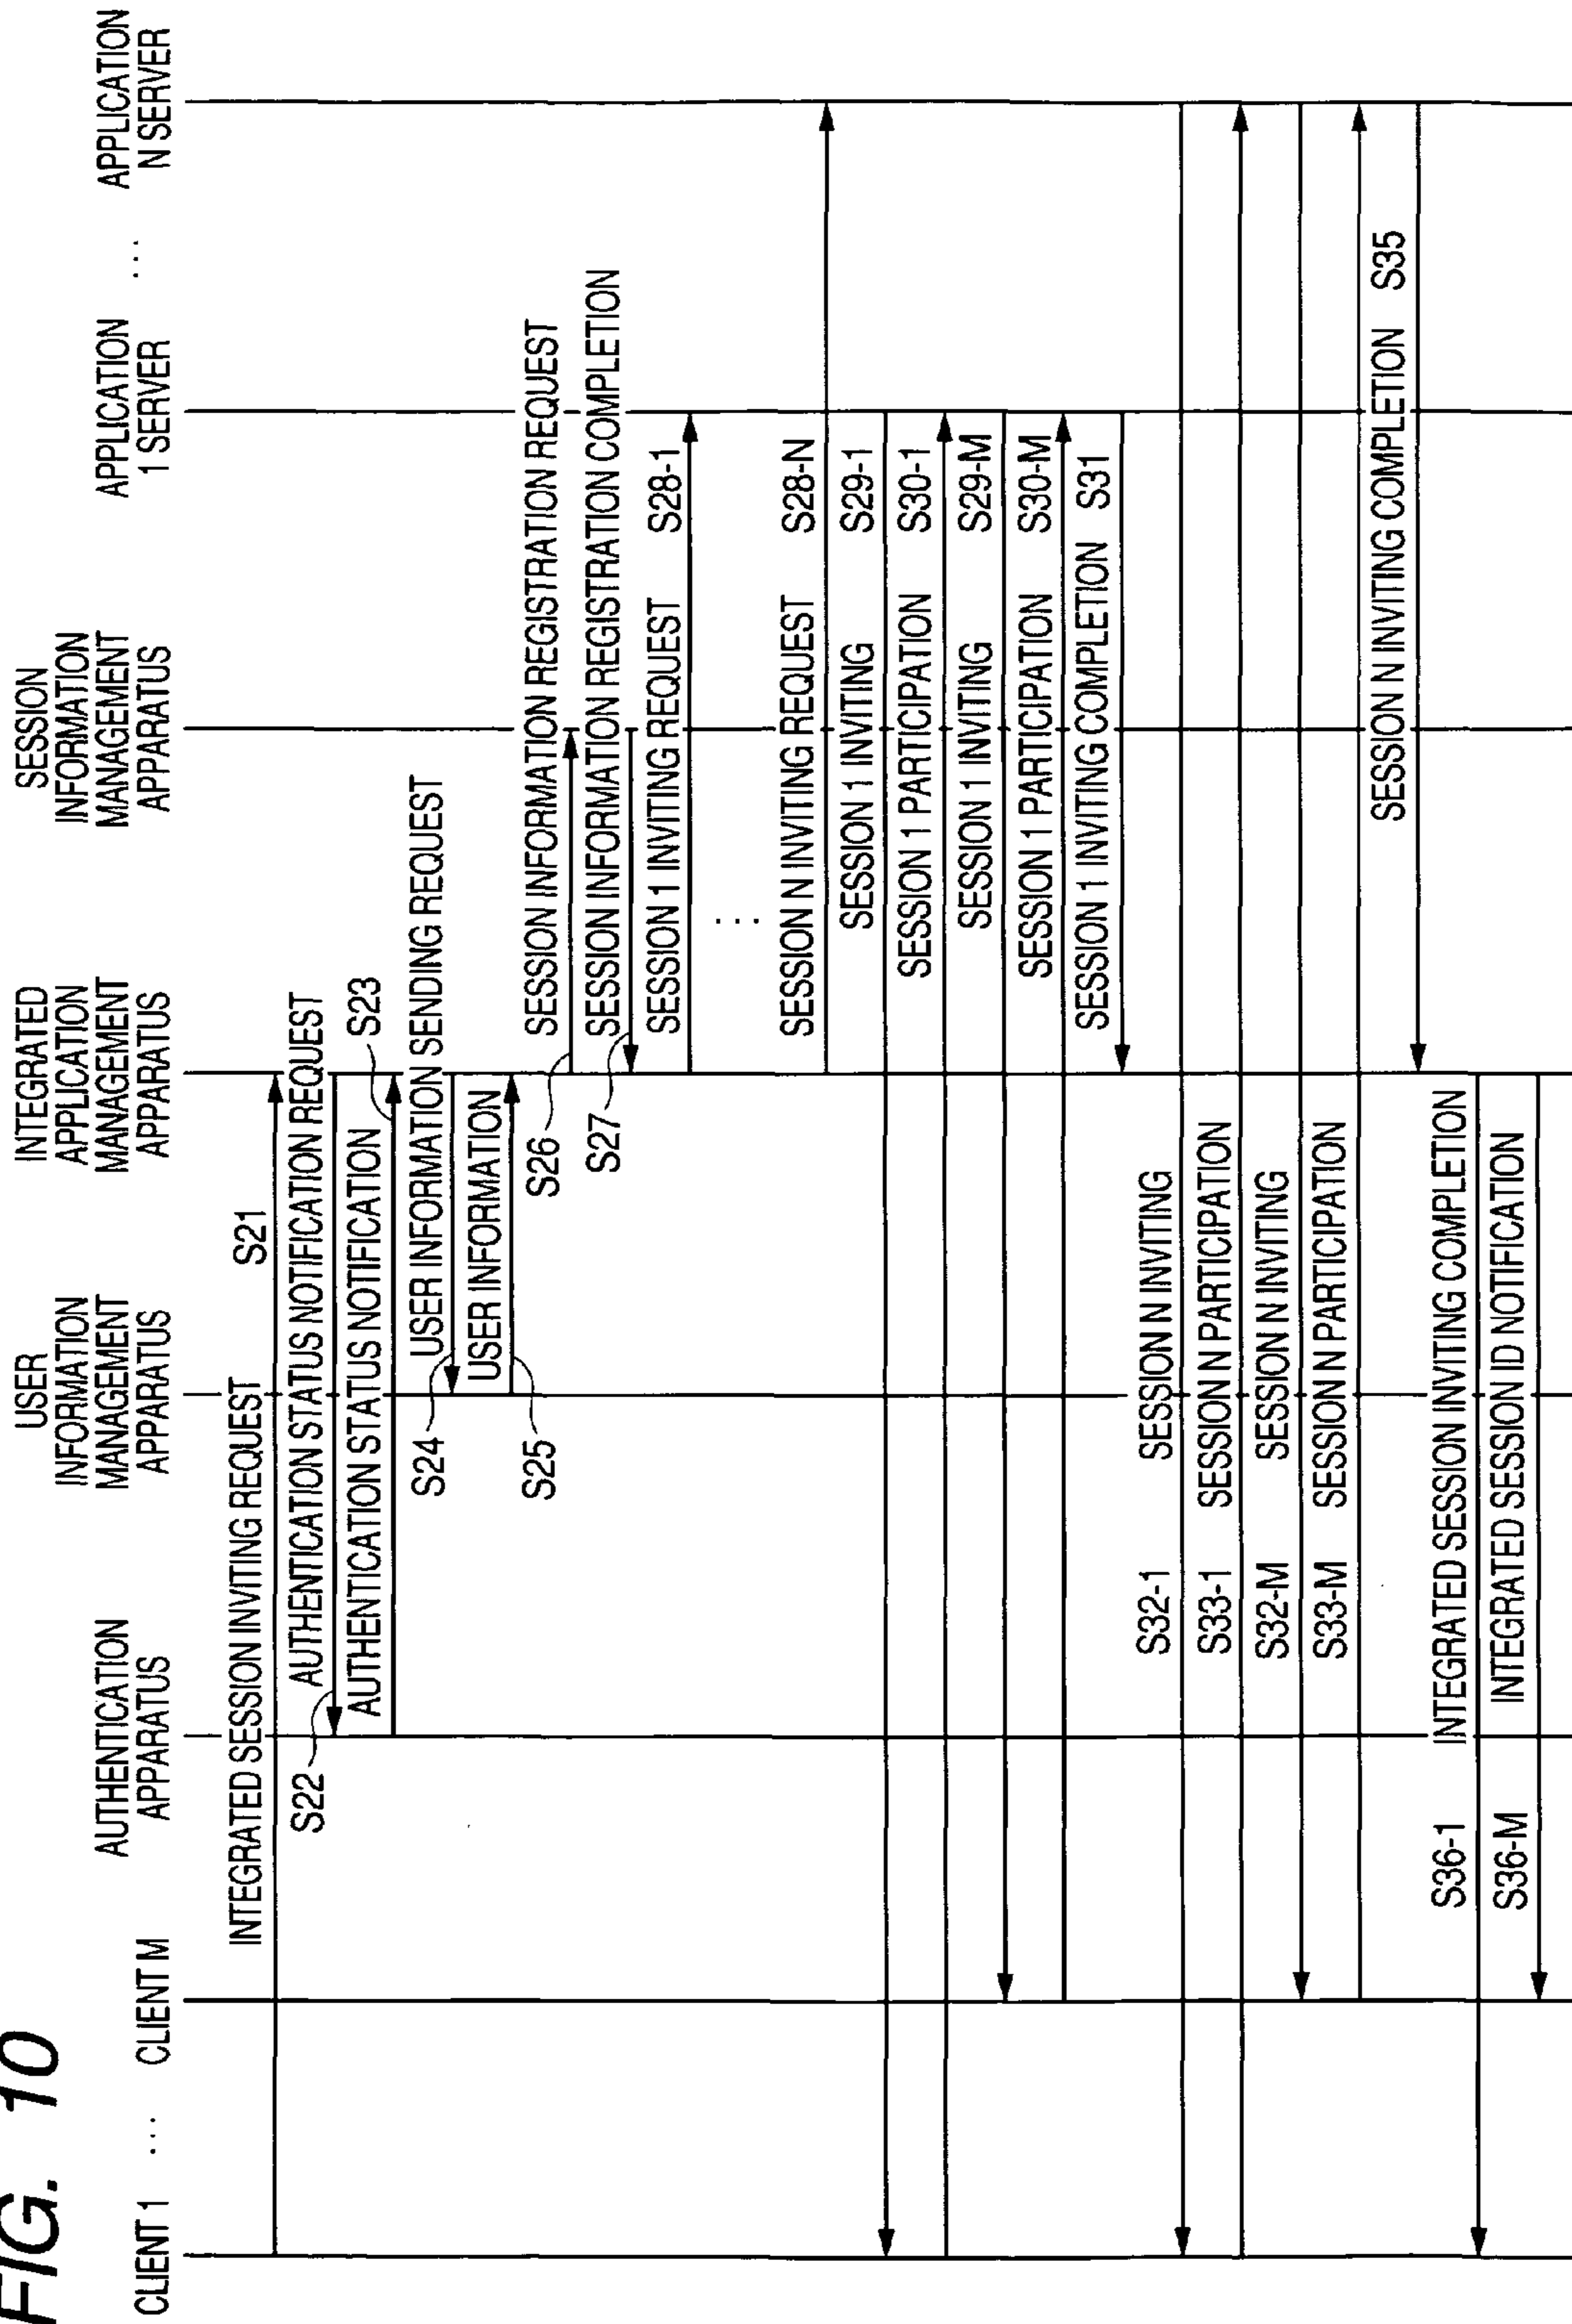 FIG. 10
CLIENT 1
...
CLIENT M
AUTHENTICATION
APPARATUS
USER
INFORMATION
MANAGEMENT
APPARATUS
INTEGRATED
APPLICATION
MANAGEMENT
APPARATUS
SESSION
INFORMATION
MANAGEMENT
APPARATUS
APPLICATION
1 SERVER
...
APPLICATION
N SERVER
INTEGRATED SESSION INVITING REQUEST S21
S22 AUTHENTICATION STATUS NOTIFICATION REQUEST
AUTHENTICATION STATUS NOTIFICATION S23
S24 USER INFORMATION SENDING REQUEST
S25 USER INFORMATION
S26 SESSION INFORMATION REGISTRATION REQUEST
S27 SESSION INFORMATION REGISTRATION COMPLETION
SESSION 1 INVITING REQUEST S28-1
...
SESSION N INVITING REQUEST S28-N
SESSION 1 INVITING S29-1
SESSION 1 PARTICIPATION S30-1
SESSION 1 INVITING S29-M
SESSION 1 PARTICIPATION S30-M
SESSION 1 INVITING COMPLETION S31
S32-1 SESSION N INVITING
S33-1 SESSION N PARTICIPATION
S32-M SESSION N INVITING
S33-M SESSION N PARTICIPATION
SESSION N INVITING COMPLETION S35
S36-1 INTEGRATED SESSION INVITING COMPLETION
S36-M INTEGRATED SESSION ID NOTIFICATION